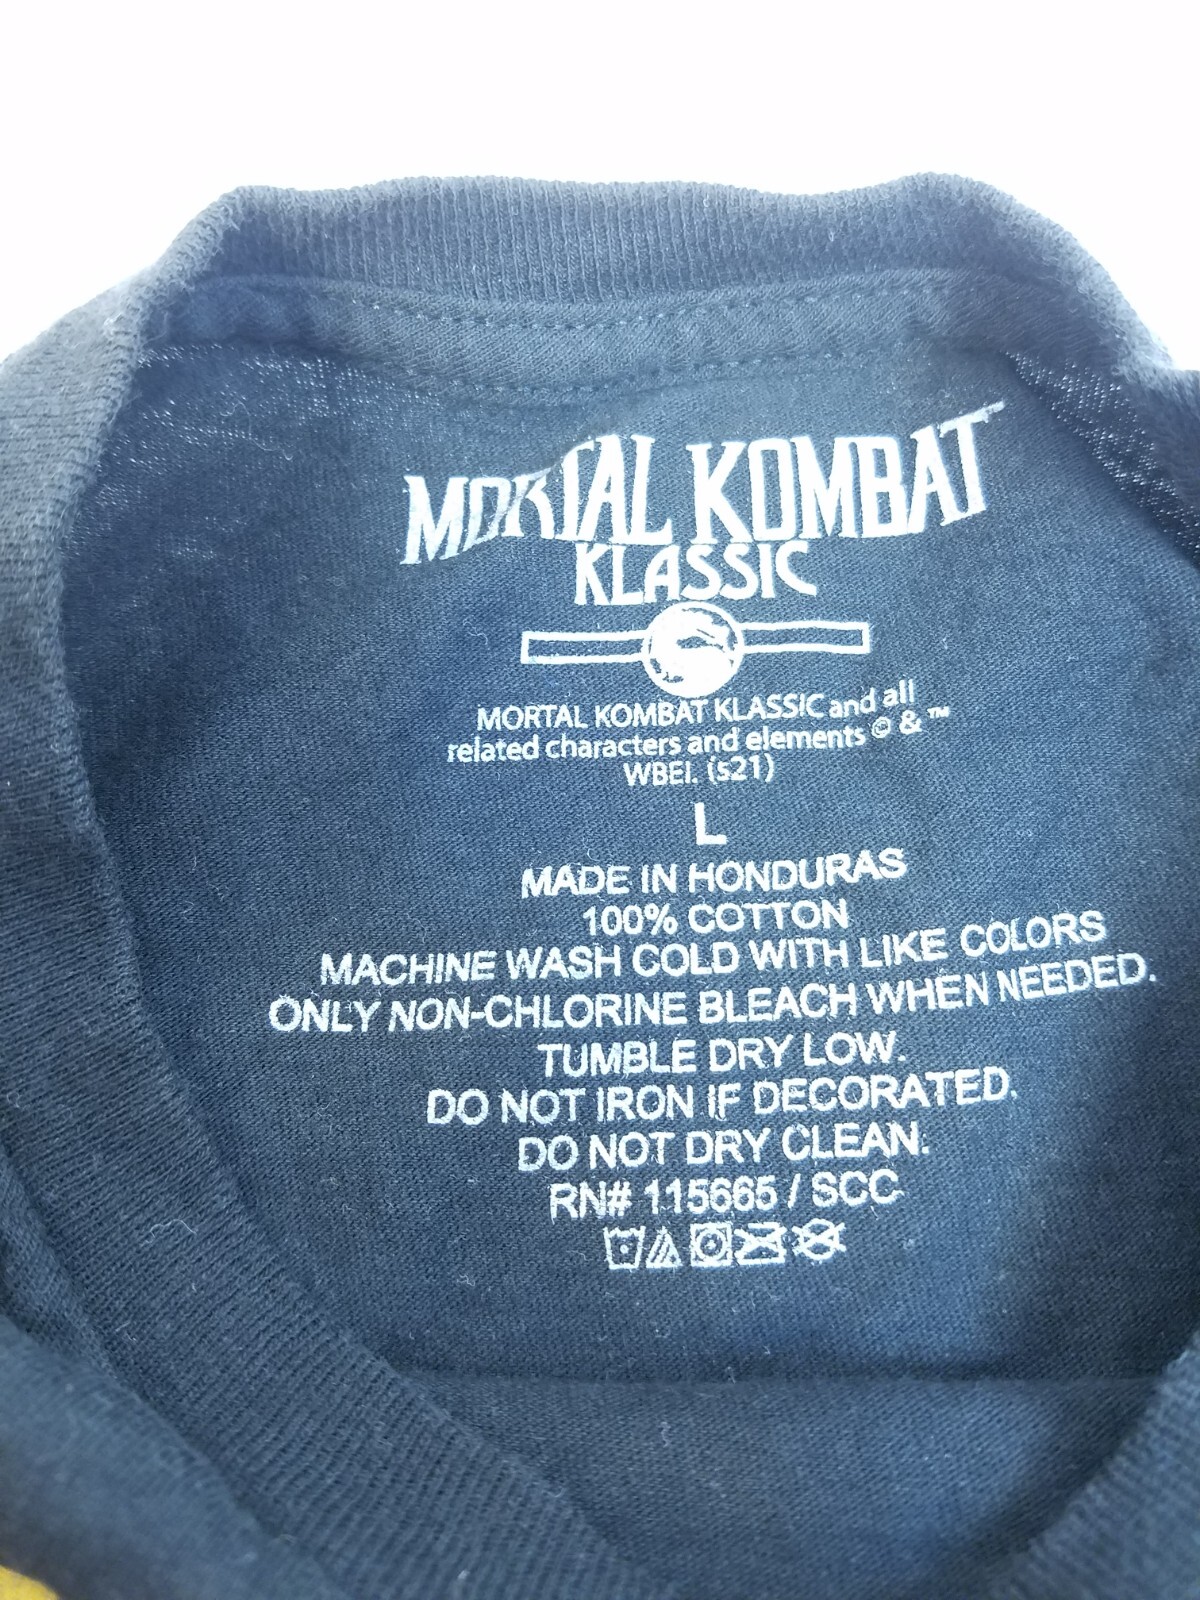 MORTAL KOMBAT
KLASSIC
MORTAL KOMBAT KLASSIC and all
related characters and elements © & ™
WBEI. (s21)
L
MADE IN HONDURAS
100% COTTON
MACHINE WASH COLD WITH LIKE COLORS
ONLY NON-CHLORINE BLEACH WHEN NEEDED.
TUMBLE DRY LOW.
DO NOT IRON IF DECORATED.
DO NOT DRY CLEAN.
RN# 115665 / SCC